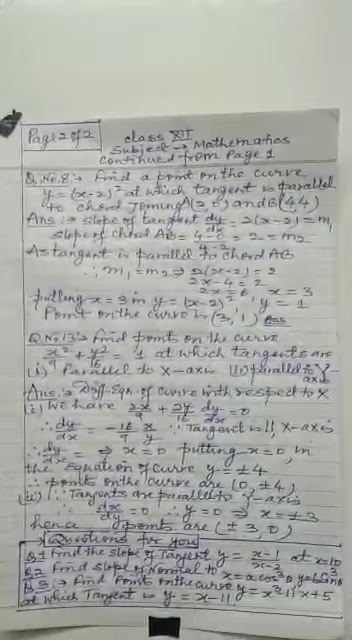 Page 2 of 2
class XII
Subject → Mathematics
Continued from Page 1
Q.No.8:→ Find a point on the curve
y = (x-2)² at which tangent is parallel
to chord Joining A(2,0) and B(4,4)
Ans:→ slope of tangent dy/dx = 2(x-2) = m₁
slope of chord AB = 4-0/4-2 = 2 = m₂
As tangent is parallel to chord AB
∴ m₁ = m₂ ⇒ 2(x-2) = 2
2x-4 = 2
2x = 6 x = 3
putting x = 3 in y = (x-2)², y = 1
Point on the curve is (3, 1) Ans
Q.No 13:→ Find points on the curve
x²/9 + y²/16 = 1 at which tangents are
(i) Parallel to x-axis (ii) parallel to Y-axis
Ans:→ Diff. Eqn. of curve with respect to x
(i) We have 2x/9 + 2y/16 dy/dx = 0
∴ dy/dx = -16/9 x/y ∵ Tangent is || x-axis
∴ dy/dx = ⇒ x = 0 putting x = 0, in
the equation of curve y = ±4
∴ points on the curve are (0, ±4)
(ii) ∵ Tangents are parallel to Y-axis
∴ dx/dy = 0 ∴ y = 0 ⇒ x = ±3
hence points are (±3, 0)
→ Questions for you
Q.1 Find the slope of Tangent y = x-1/x-2 at x = 10
Q.2 Find slope of Normal to x = a cos³θ y =
Q.3:→ Find Point on the curve y = x³-11x+5
at which Tangent is y = x-11